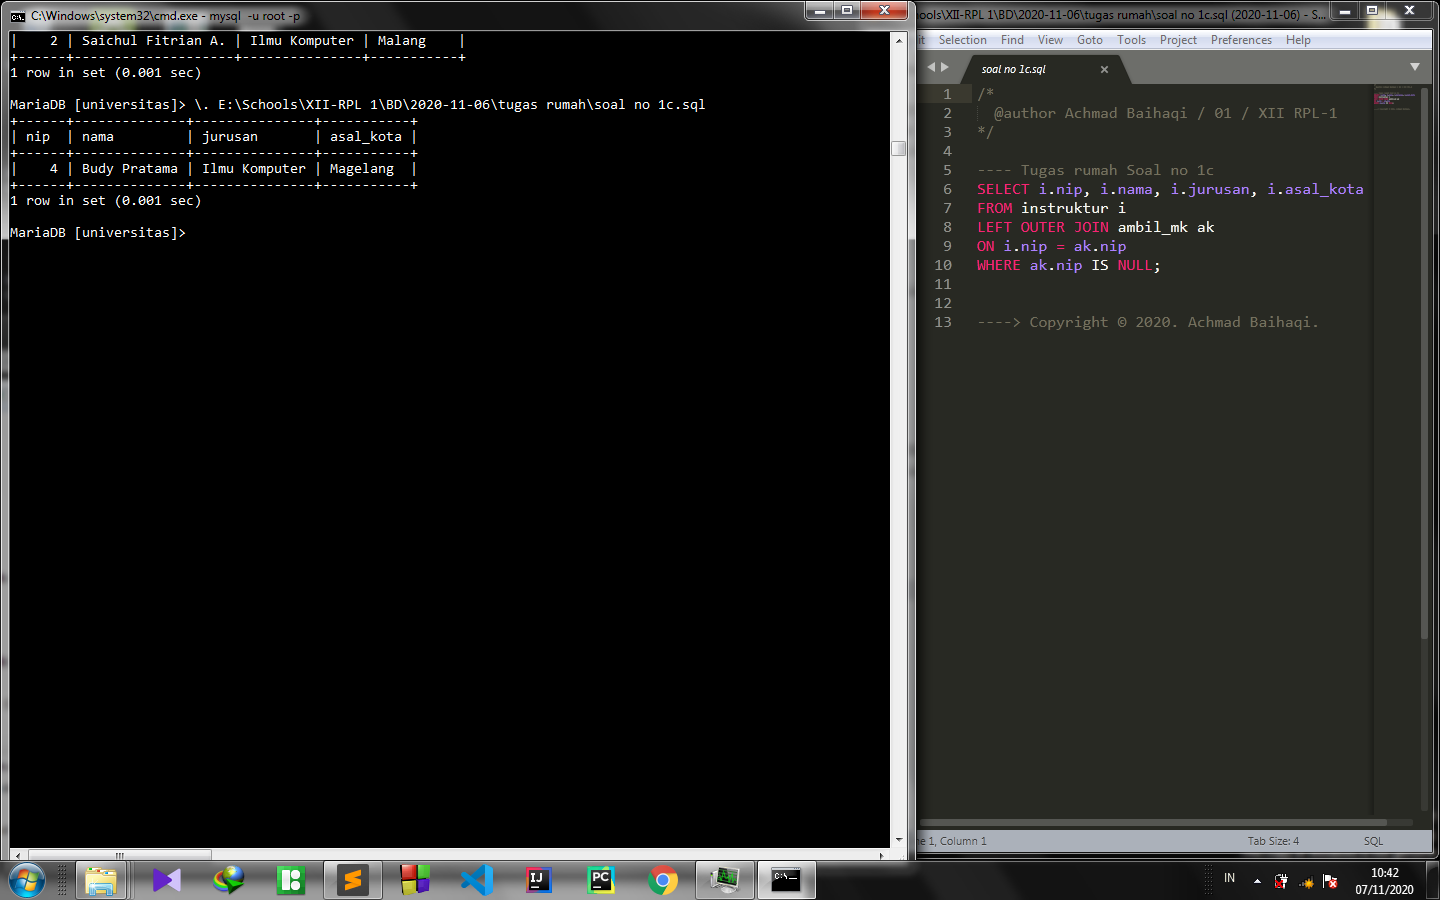 C:\Windows\system32\cmd.exe - mysql -u root -p
|    2 | Saichul Fitrian A. | Ilmu Komputer | Malang    |
+------+--------------------+---------------+-----------+
1 row in set (0.001 sec)
MariaDB [universitas]> \. E:\Schools\XII-RPL 1\BD\2020-11-06\tugas rumah\soal no 1c.sql
+------+--------------+---------------+-----------+
| nip  | nama         | jurusan       | asal_kota |
+------+--------------+---------------+-----------+
|    4 | Budy Pratama | Ilmu Komputer | Magelang  |
+------+--------------+---------------+-----------+
1 row in set (0.001 sec)
MariaDB [universitas]>
ools\XII-RPL 1\BD\2020-11-06\tugas rumah\soal no 1c.sql (2020-11-06) - S...
it Selection Find View Goto Tools Project Preferences Help
soal no 1c.sql
1 /*
2 @author Achmad Baihaqi / 01 / XII RPL-1
3 */
4
5 ---- Tugas rumah Soal no 1c
6 SELECT i.nip, i.nama, i.jurusan, i.asal_kota
7 FROM instruktur i
8 LEFT OUTER JOIN ambil_mk ak
9 ON i.nip = ak.nip
10 WHERE ak.nip IS NULL;
11
12
13 ----> Copyright © 2020. Achmad Baihaqi.
e 1, Column 1
Tab Size: 4
SQL
IJ
PC
C:\._
IN
10:42
07/11/2020